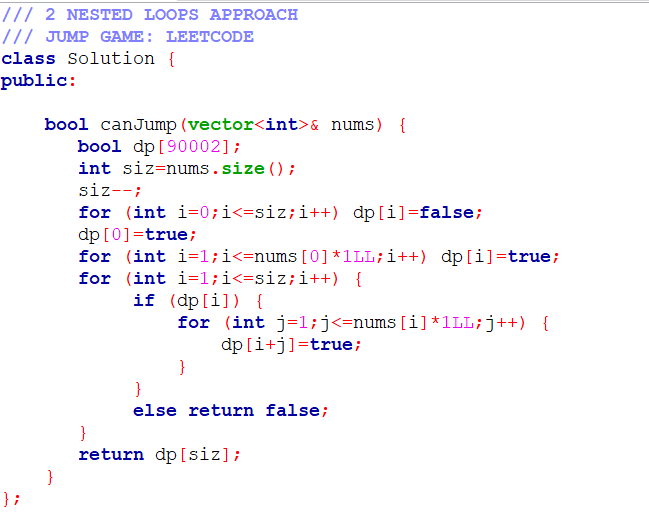 /// 2 NESTED LOOPS APPROACH
/// JUMP GAME: LEETCODE
class Solution {
public:
bool canJump(vector<int>& nums) {
bool dp[90002];
int siz=nums.size();
siz--;
for (int i=0;i<=siz;i++) dp[i]=false;
dp[0]=true;
for (int i=1;i<=nums[0]*1LL;i++) dp[i]=true;
for (int i=1;i<=siz;i++) {
if (dp[i]) {
for (int j=1;j<=nums[i]*1LL;j++) {
dp[i+j]=true;
}
}
else return false;
}
return dp[siz];
}
};